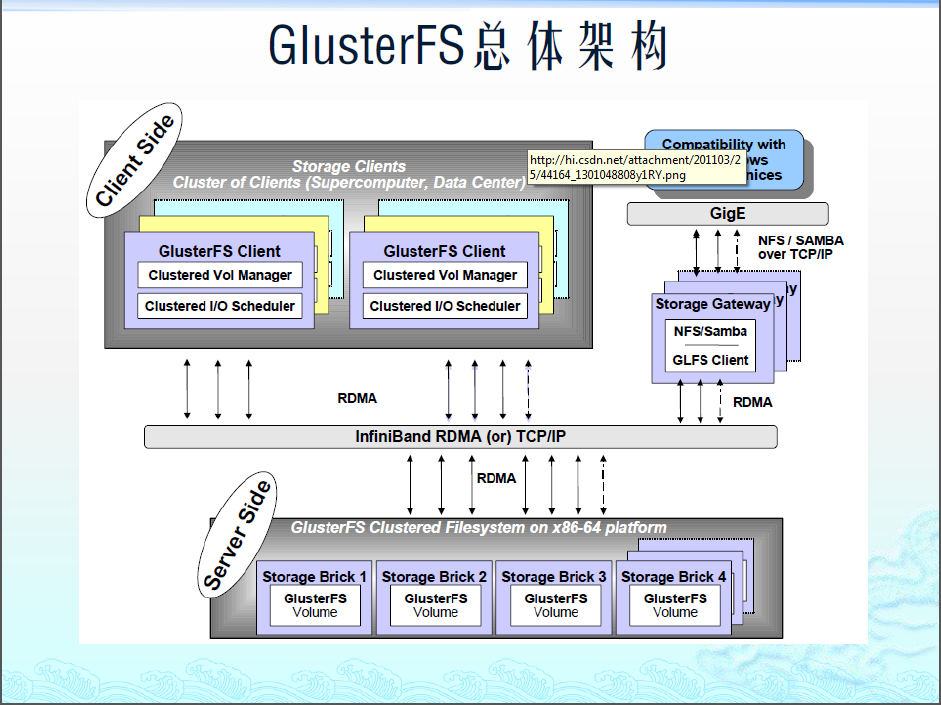 GlusterFS总体架构
Client Side
Storage Clients
Cluster of Clients (Supercomputer, Data Center)
GlusterFS Client
Clustered Vol Manager
Clustered I/O Scheduler
GlusterFS Client
Clustered Vol Manager
Clustered I/O Scheduler
Compatibility with
http://hi.csdn.net/attachment/201103/2
5/44164_1301048808y1RY.png
GigE
NFS / SAMBA
over TCP/IP
Storage Gateway
NFS/Samba
GLFS Client
RDMA
RDMA
InfiniBand RDMA (or) TCP/IP
RDMA
Server Side
GlusterFS Clustered Filesystem on x86-64 platform
Storage Brick 1
GlusterFS
Volume
Storage Brick 2
GlusterFS
Volume
Storage Brick 3
GlusterFS
Volume
Storage Brick 4
GlusterFS
Volume